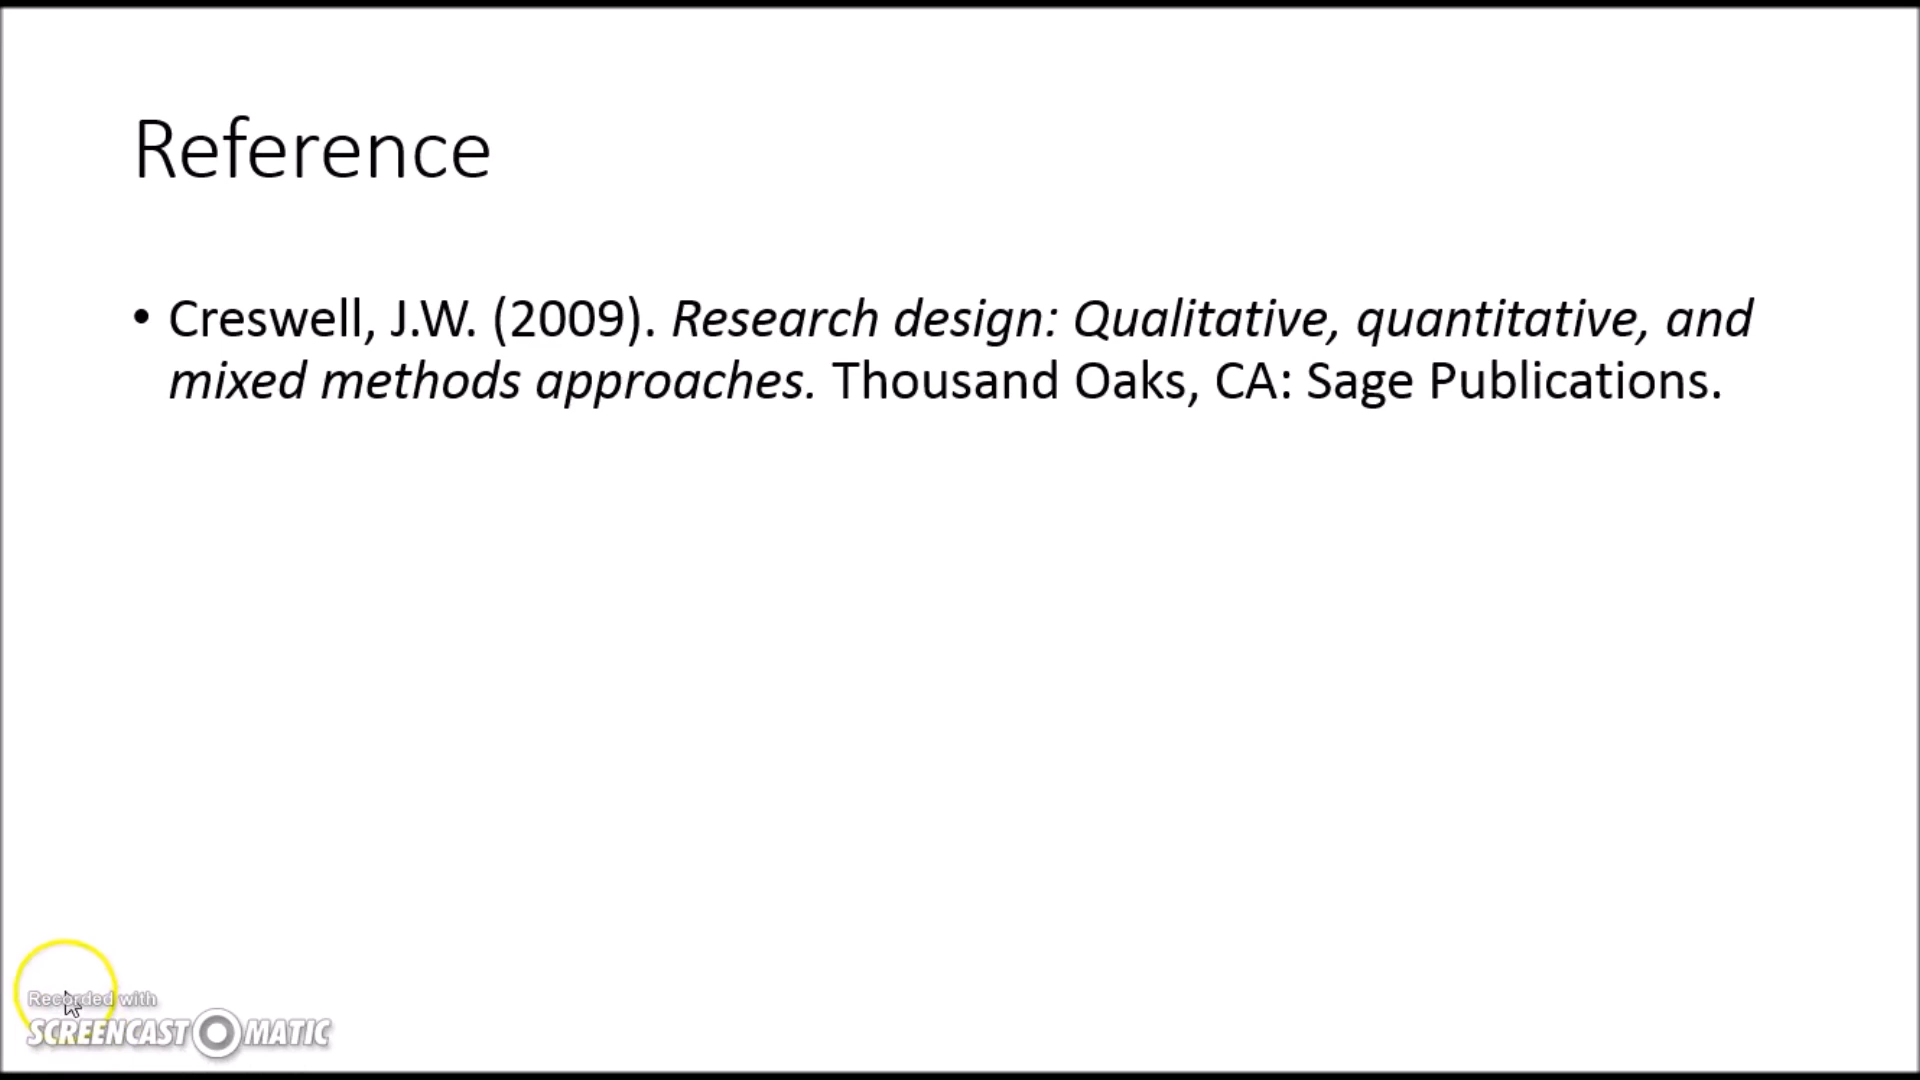 Reference
• Creswell, J.W. (2009). Research design: Qualitative, quantitative, and
mixed methods approaches. Thousand Oaks, CA: Sage Publications.
Recorded with
SCREENCAST MATIC